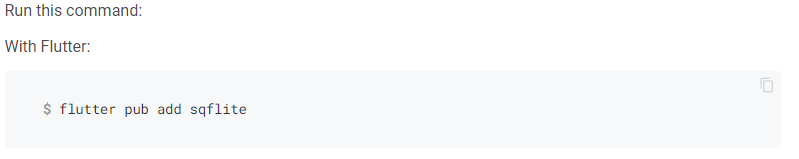 Run this command:
With Flutter:
$ flutter pub add sqflite